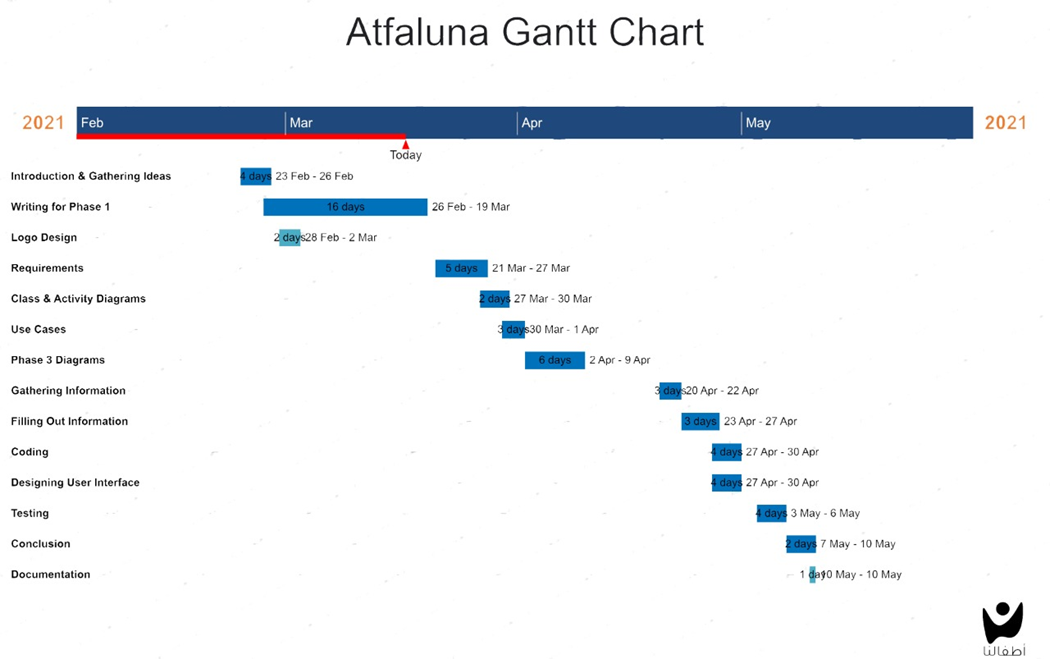 Atfaluna Gantt Chart
2021 Feb Mar Apr May 2021
Today
Introduction & Gathering Ideas 4 days 23 Feb - 26 Feb
Writing for Phase 1 16 days 26 Feb - 19 Mar
Logo Design 2 days 28 Feb - 2 Mar
Requirements 5 days 21 Mar - 27 Mar
Class & Activity Diagrams 2 days 27 Mar - 30 Mar
Use Cases 3 days 30 Mar - 1 Apr
Phase 3 Diagrams 6 days 2 Apr - 9 Apr
Gathering Information 3 days 20 Apr - 22 Apr
Filling Out Information 3 days 23 Apr - 27 Apr
Coding 4 days 27 Apr - 30 Apr
Designing User Interface 4 days 27 Apr - 30 Apr
Testing 4 days 3 May - 6 May
Conclusion 2 days 7 May - 10 May
Documentation 1 day 10 May - 10 May
أطفالنا